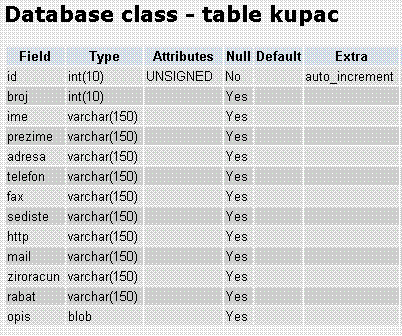 Database class - table kupac
Field Type Attributes Null Default Extra
id int(10) UNSIGNED No auto_increment
broj int(10) Yes
ime varchar(150) Yes
prezime varchar(150) Yes
adresa varchar(150) Yes
telefon varchar(150) Yes
fax varchar(150) Yes
sediste varchar(150) Yes
http varchar(150) Yes
mail varchar(150) Yes
ziroracun varchar(150) Yes
rabat varchar(150) Yes
opis blob Yes